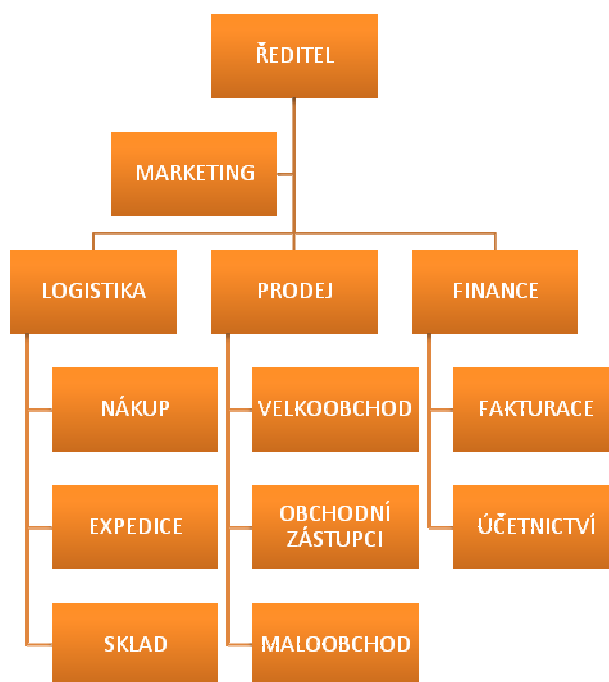 ŘEDITEL
MARKETING
LOGISTIKA
PRODEJ
FINANCE
NÁKUP
VELKOOBCHOD
FAKTURACE
EXPEDICE
OBCHODNÍ
ZÁSTUPCI
ÚČETNICTVÍ
SKLAD
MALOOBCHOD